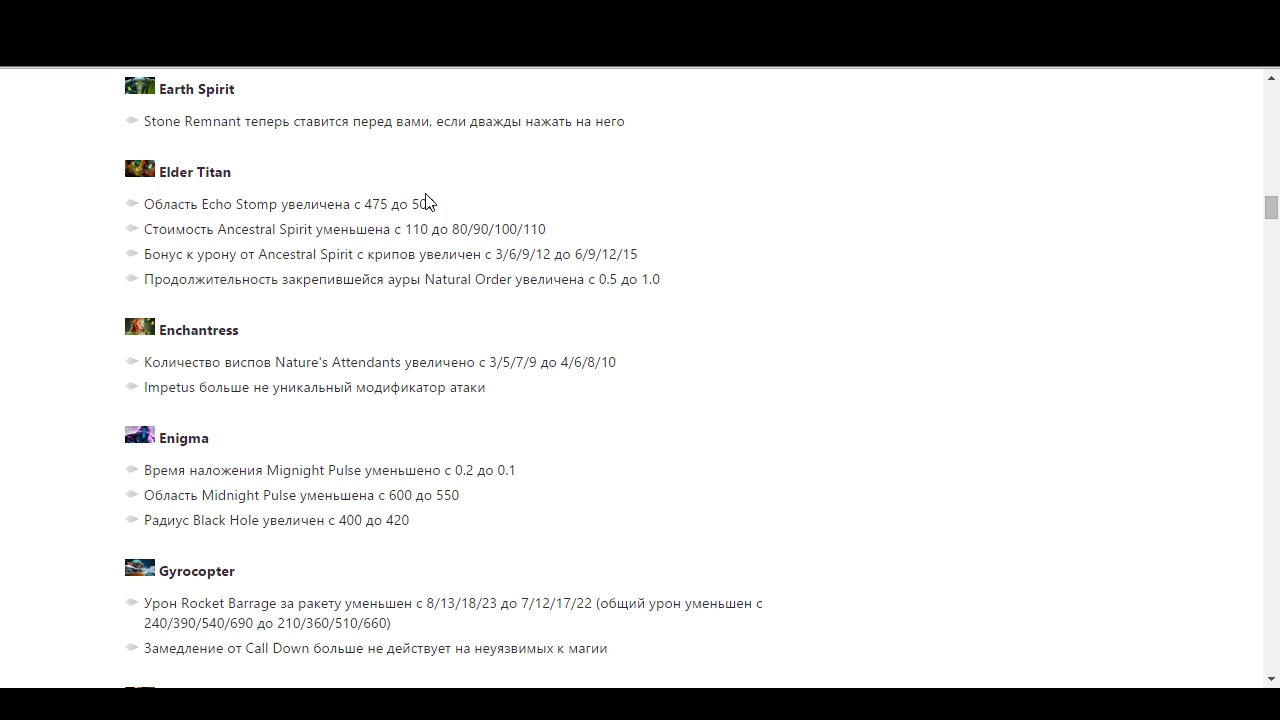 Earth Spirit
Stone Remnant теперь ставится перед вами, если дважды нажать на него
Elder Titan
Область Echo Stomp увеличена с 475 до
Стоимость Ancestral Spirit уменьшена с 110 до 80/90/100/110
Бонус к урону от Ancestral Spirit с крипов увеличен с 3/6/9/12 до 6/9/12/15
Продолжительность закрепившейся ауры Natural Order увеличена с 0.5 до 1.0
Enchantress
Количество виспов Nature's Attendants увеличено с 3/5/7/9 до 4/6/8/10
Impetus больше не уникальный модификатор атаки
Enigma
Время наложения Mignight Pulse уменьшено с 0.2 до 0.1
Область Midnight Pulse уменьшена с 600 до 550
Радиус Black Hole увеличен с 400 до 420
Gyrocopter
Урон Rocket Barrage за ракету уменьшен с 8/13/18/23 до 7/12/17/22 (общий урон уменьшен с
240/390/540/690 до 210/360/510/660)
Замедление от Call Down больше не действует на неуязвимых к магии